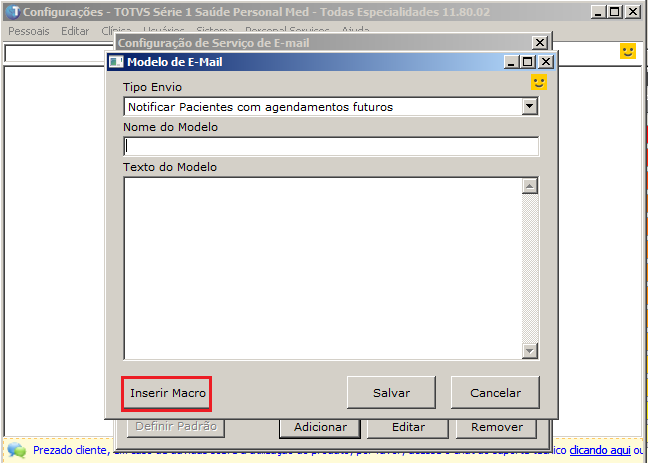 Configurações - TOTVS Série 1 Saúde Personal Med - Todas Especialidades 11.80.02
Pessoais Editar Clínica Usuários Sistema Personal Serviços Ajuda
Configuração de Serviço de E-mail
Modelo de E-Mail
Tipo Envio
Notificar Pacientes com agendamentos futuros
Nome do Modelo
Texto do Modelo
Inserir Macro Salvar Cancelar
Definir Padrão Adicionar Editar Remover
Prezado cliente, clicando aqui ou